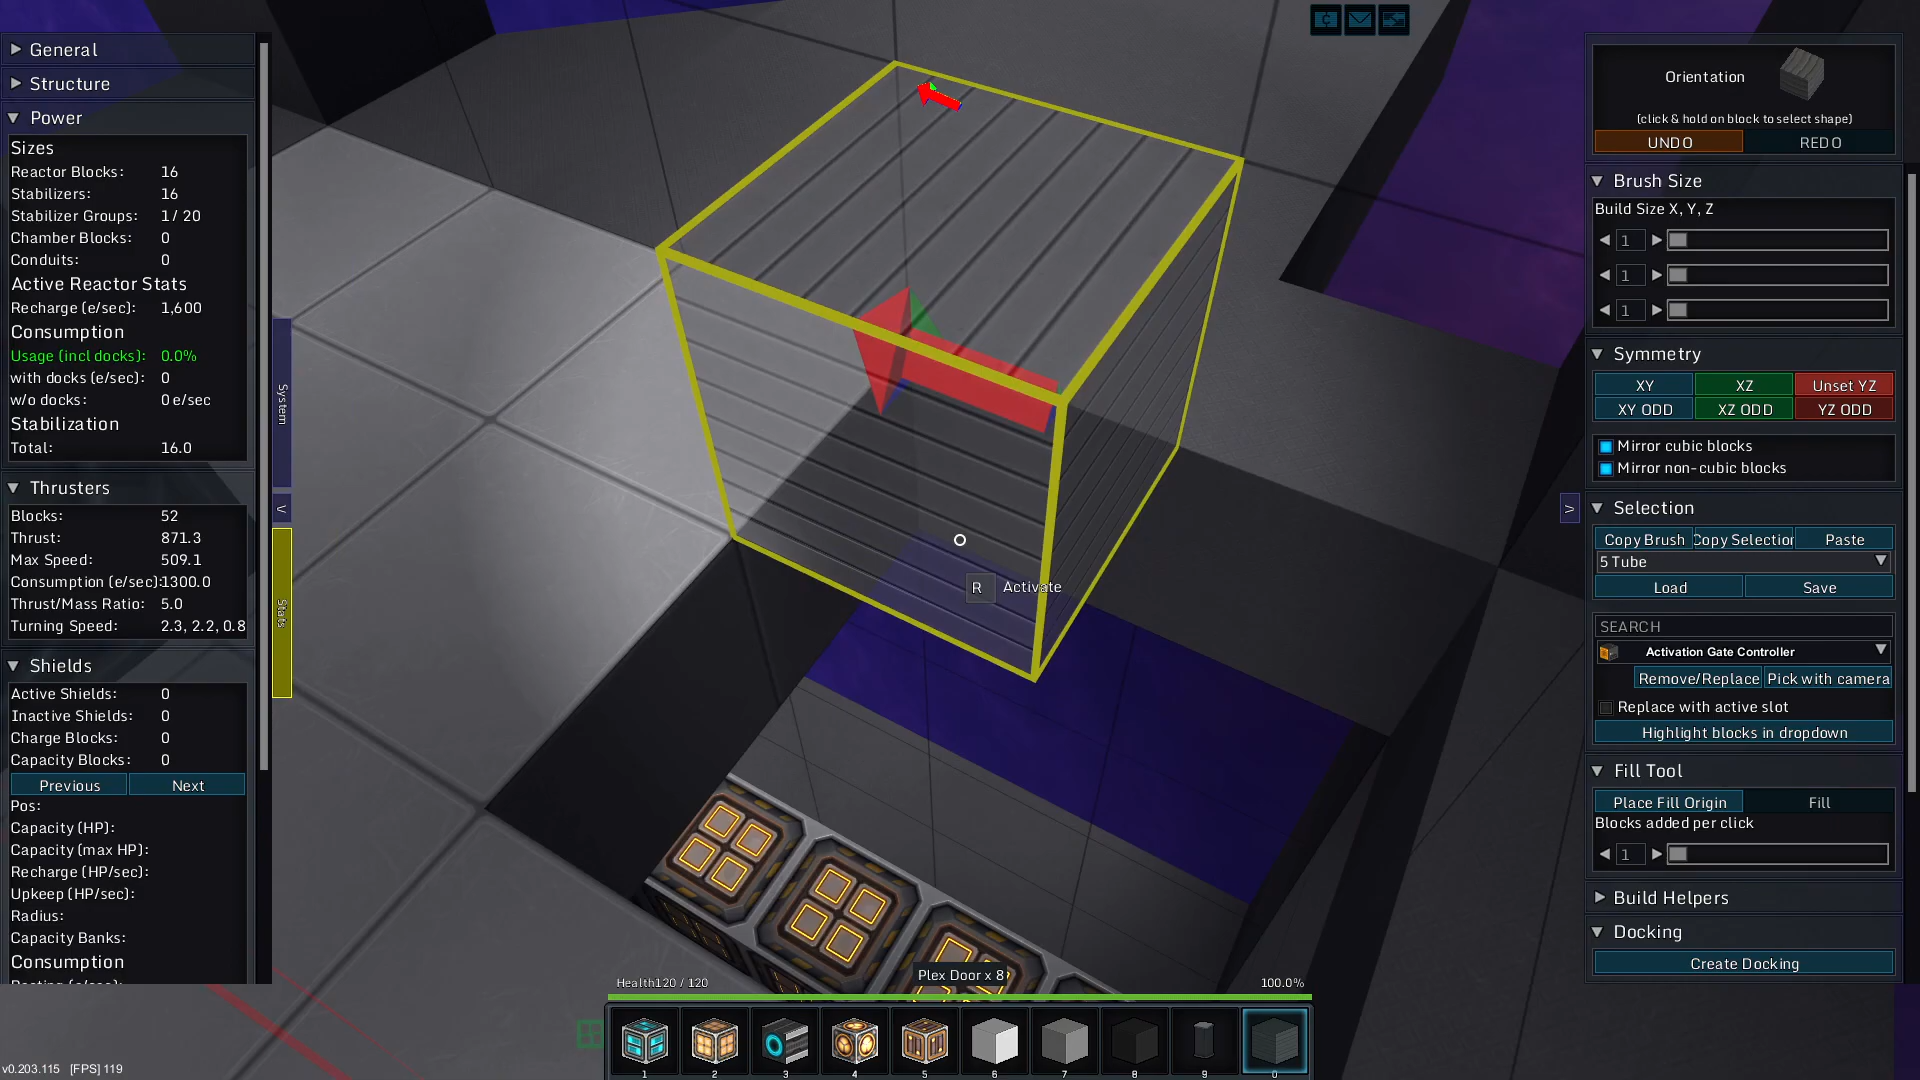 General
Structure
Power
Sizes
Reactor Blocks: 16
Stabilizers: 16
Stabilizer Groups: 1 / 20
Chamber Blocks: 0
Conduits: 0
Active Reactor Stats
Recharge (e/sec): 1,600
Consumption
Usage (incl docks): 0.0%
with docks (e/sec): 0
w/o docks: 0 e/sec
Stabilization
Total: 16.0
Thrusters
Blocks: 52
Thrust: 871.3
Max Speed: 509.1
Consumption (e/sec): 1300.0
Thrust/Mass Ratio: 5.0
Turning Speed: 2.3, 2.2, 0.8
Shields
Active Shields: 0
Inactive Shields: 0
Charge Blocks: 0
Capacity Blocks: 0
Previous Next
Pos:
Capacity (HP):
Capacity (max HP):
Recharge (HP/sec):
Upkeep (HP/sec):
Radius:
Capacity Banks:
Consumption
System
V
Stats
R Activate
Plex Door x 8
Health120 / 120
100.0%
1 2 3 4 5 6 7 8 9 0
v0.203.115 [FPS] 119
Orientation
(click & hold on block to select shape)
UNDO REDO
Brush Size
Build Size X, Y, Z
1
1
1
Symmetry
XY XZ Unset YZ
XY ODD XZ ODD YZ ODD
Mirror cubic blocks
Mirror non-cubic blocks
V
Selection
Copy Brush Copy Selection Paste
5 Tube
Load Save
SEARCH
Activation Gate Controller
Remove/Replace Pick with camera
Replace with active slot
Highlight blocks in dropdown
Fill Tool
Place Fill Origin Fill
Blocks added per click
1
Build Helpers
Docking
Create Docking